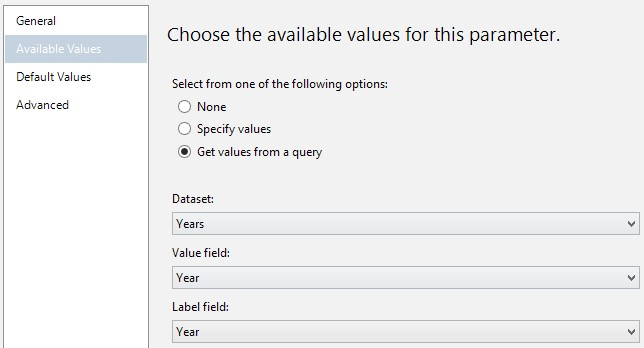 General
Available Values
Default Values
Advanced
Choose the available values for this parameter.
Select from one of the following options:
None
Specify values
Get values from a query
Dataset:
Years
Value field:
Year
Label field:
Year